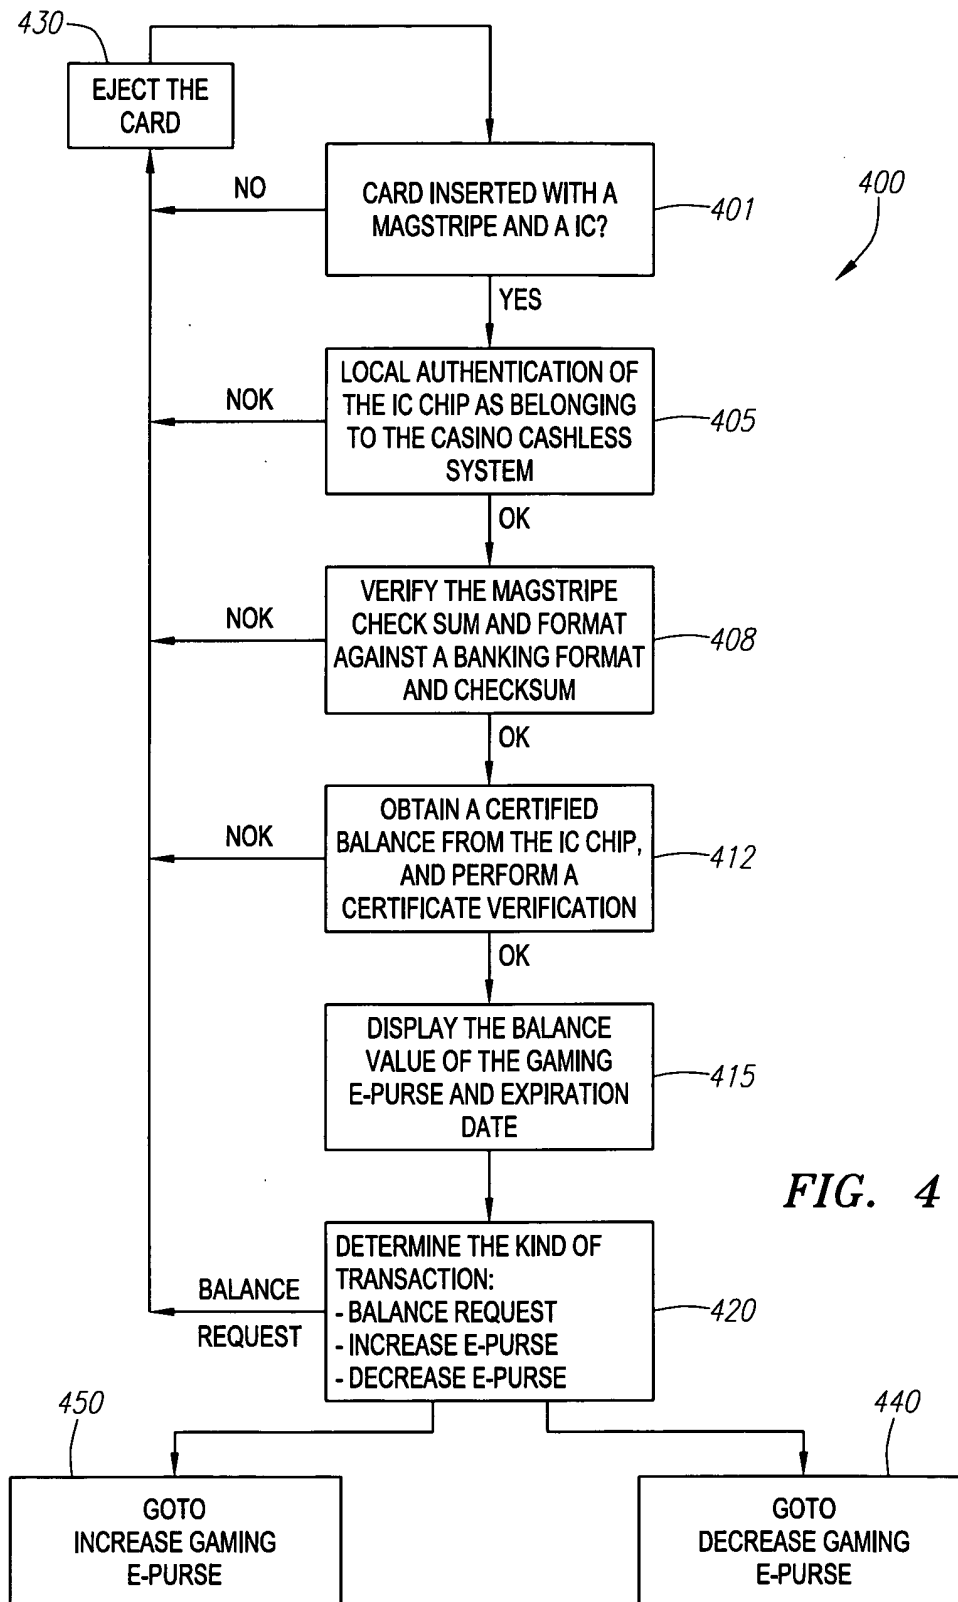 430
EJECT THE
CARD
NO
CARD INSERTED WITH A
MAGSTRIPE AND A IC?
401
400
YES
LOCAL AUTHENTICATION OF
THE IC CHIP AS BELONGING
TO THE CASINO CASHLESS
SYSTEM
NOK
405
OK
VERIFY THE MAGSTRIPE
CHECK SUM AND FORMAT
AGAINST A BANKING FORMAT
AND CHECKSUM
NOK
408
OK
OBTAIN A CERTIFIED
BALANCE FROM THE IC CHIP,
AND PERFORM A
CERTIFICATE VERIFICATION
NOK
412
OK
DISPLAY THE BALANCE
VALUE OF THE GAMING
E-PURSE AND EXPIRATION
DATE
415
FIG. 4
DETERMINE THE KIND OF
TRANSACTION:
- BALANCE REQUEST
- INCREASE E-PURSE
- DECREASE E-PURSE
BALANCE
REQUEST
420
450
440
GOTO
INCREASE GAMING
E-PURSE
GOTO
DECREASE GAMING
E-PURSE